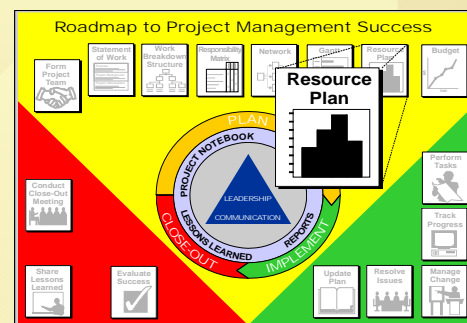 Roadmap to Project Management Success
Form
Project
Team
Statement
of Work
Work
Breakdown
Structure
Responsibility
Matrix
Network
Gantt
Resource
Plan
Budget
Resource
Plan
PLAN
PROJECT NOTEBOOK
LEADERSHIP
COMMUNICATION
LESSONS LEARNED
REPORTS
CLOSE-OUT
IMPLEMENT
Conduct
Close-Out
Meeting
Share
Lessons
Learned
Evaluate
Success
Perform
Tasks
Track
Progress
Update
Plan
Resolve
Issues
Manage
Change